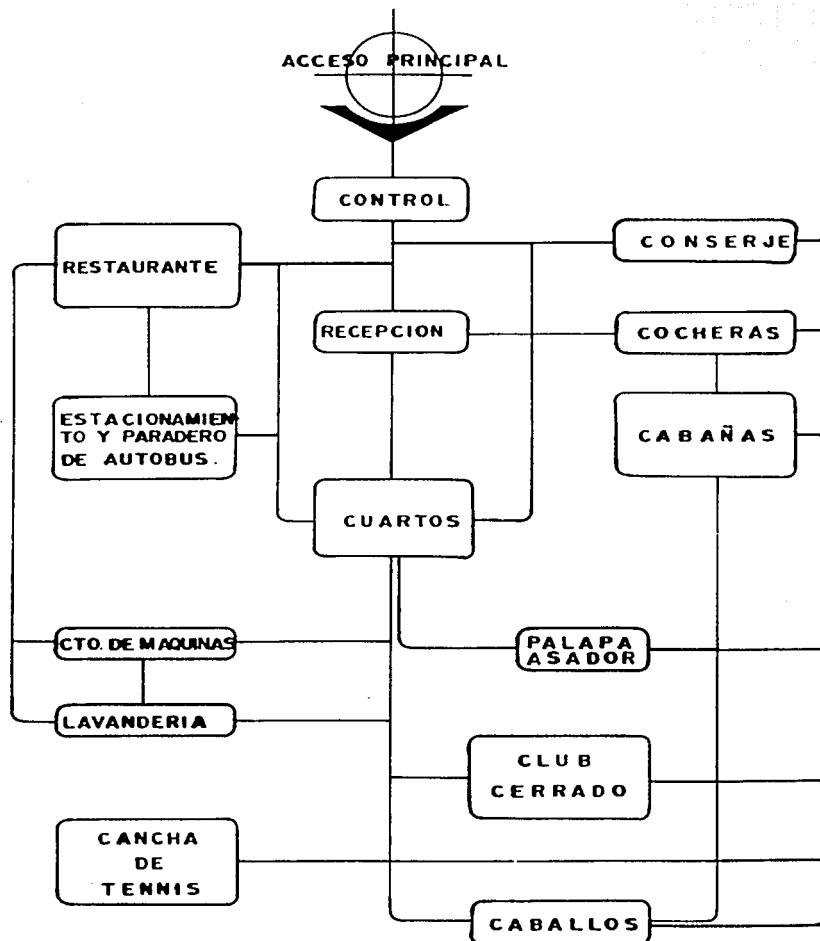 ACCESO PRINCIPAL
CONTROL
CONSERJE
RESTAURANTE
RECEPCION
COCHERAS
ESTACIONAMIEN-
TO Y PARADERO
DE AUTOBUS.
CABAÑAS
CUARTOS
CTO. DE MAQUINAS
PALAPA
ASADOR
LAVANDERIA
CLUB
CERRADO
CANCHA
DE
TENNIS
CABALLOS